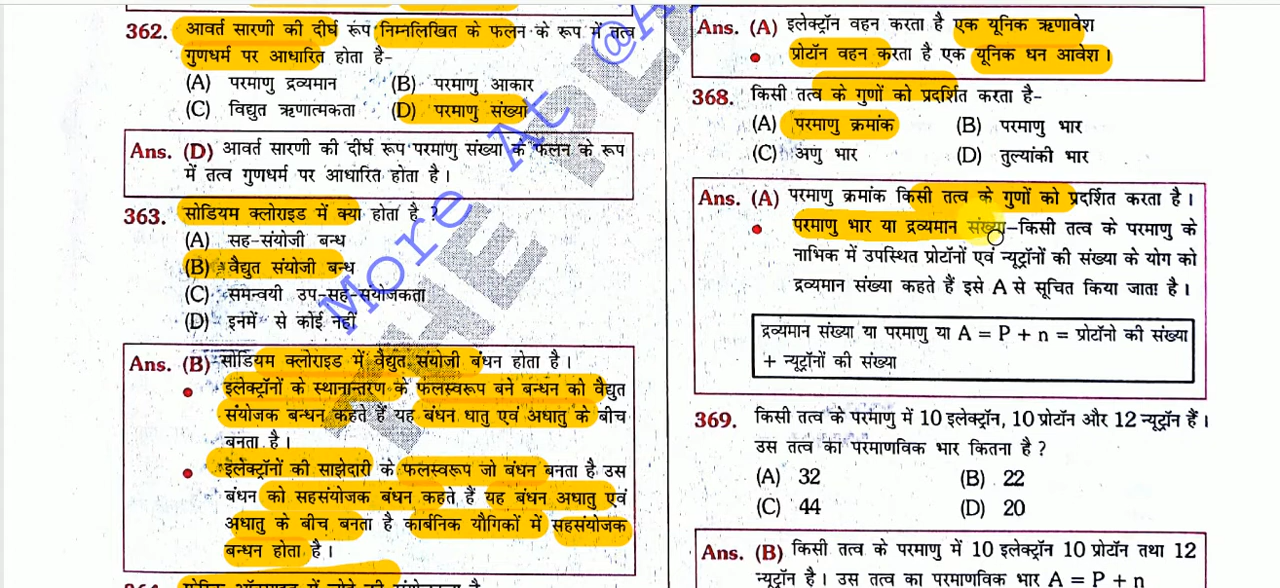 362. आवर्त सारणी की दीर्घ रूप निम्नलिखित के फलन के रूप में तत्व
गुणधर्म पर आधारित होता है-
(A) परमाणु द्रव्यमान (B) परमाणु आकार
(C) विद्युत ऋणात्मकता (D) परमाणु संख्या
Ans. (D) आवर्त सारणी की दीर्घ रूप परमाणु संख्या के फलन के रूप
में तत्व गुणधर्म पर आधारित होता है।
363. सोडियम क्लोराइड में क्या होता है ?
(A) सह-संयोजी बन्ध
(B) वैद्युत संयोजी बन्ध
(C) समन्वयी उप-सह-संयोजकता
(D) इनमें से कोई नहीं
Ans. (B) सोडियम क्लोराइड में वैद्युत संयोजी बंधन होता है।
• इलेक्ट्रॉनों के स्थानान्तरण के फलस्वरूप बने बन्धन को वैद्युत
संयोजक बन्धन कहते हैं यह बंधन धातु एवं अधातु के बीच
बनता है।
• इलेक्ट्रॉनों की साझेदारी के फलस्वरूप जो बंधन बनता है उस
बंधन को सहसंयोजक बंधन कहते हैं यह बंधन अधातु एवं
अधातु के बीच बनता है कार्बनिक यौगिकों में सहसंयोजक
बन्धन होता है।
Ans. (A) इलेक्ट्रॉन वहन करता है एक यूनिक ऋणावेश
• प्रोटॉन वहन करता है एक यूनिक धन आवेश।
368. किसी तत्व के गुणों को प्रदर्शित करता है-
(A) परमाणु क्रमांक (B) परमाणु भार
(C) अणु भार (D) तुल्यांकी भार
Ans. (A) परमाणु क्रमांक किसी तत्व के गुणों को प्रदर्शित करता है।
• परमाणु भार या द्रव्यमान संख्या–किसी तत्व के परमाणु के
नाभिक में उपस्थित प्रोटॉनों एवं न्यूट्रॉनों की संख्या के योग को
द्रव्यमान संख्या कहते हैं इसे A से सूचित किया जाता है।
द्रव्यमान संख्या या परमाणु या A = P + n = प्रोटॉनो की संख्या
+ न्यूट्रॉनों की संख्या
369. किसी तत्व के परमाणु में 10 इलेक्ट्रॉन, 10 प्रोटॉन और 12 न्यूट्रॉन हैं।
उस तत्व का परमाणविक भार कितना है ?
(A) 32 (B) 22
(C) 44 (D) 20
Ans. (B) किसी तत्व के परमाणु में 10 इलेक्ट्रॉन 10 प्रोटॉन तथा 12
न्यूट्रॉन है। उस तत्व का परमाणविक भार A = P + n
More At @A
THE